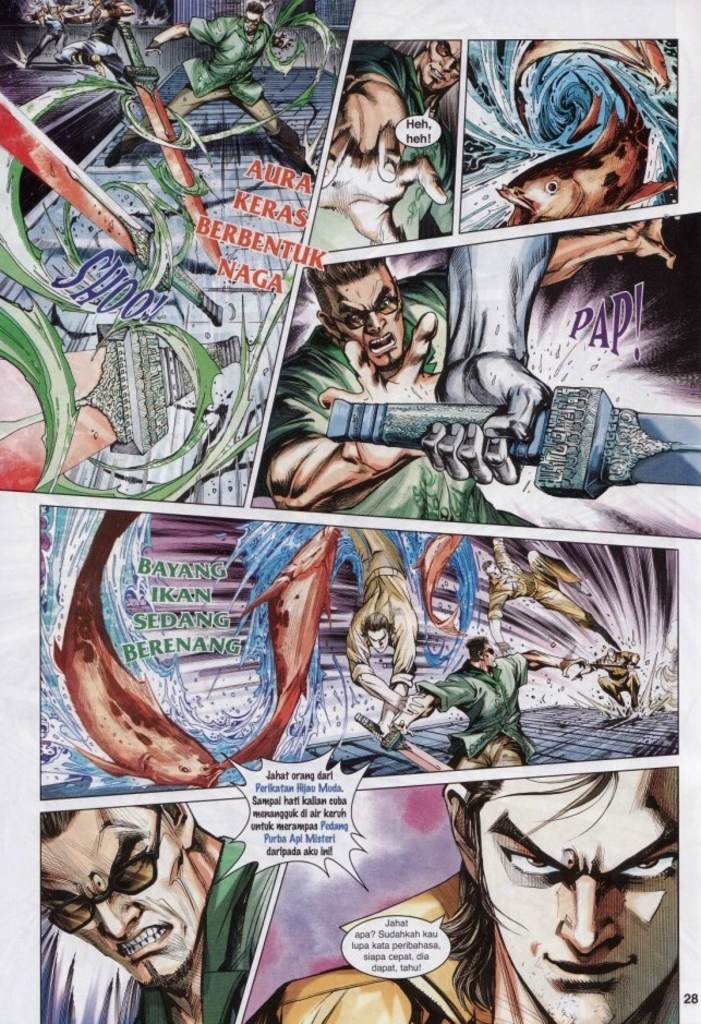 AURA
KERAS
BERBENTUK
NAGA
SHOO!
Heh,
heh!
PAP!
BAYANG
IKAN
SEDANG
BERENANG
Jahat orang dari
Perikatan Hijau Muda.
Sampai hati kalian cuba
menangguk di air keruh
untuk merampas Pedang
Purba Api Misteri
daripada aku ini!
Jahat
apa? Sudahkah kau
lupa kata peribahasa,
siapa cepat, dia
dapat, tahu!
28